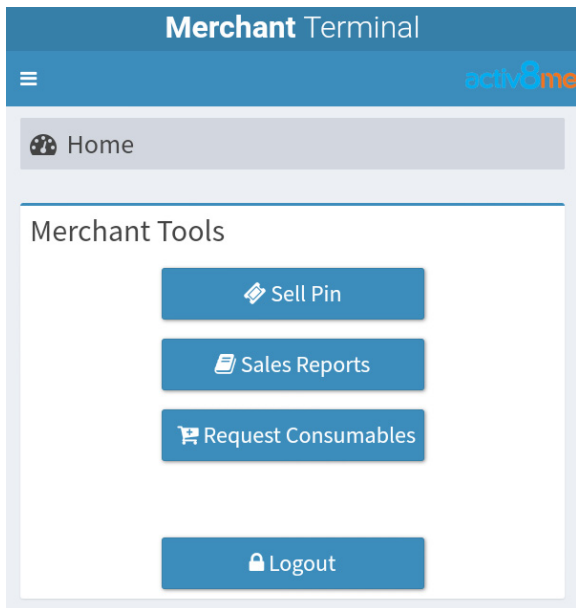 Merchant Terminal
activ8me
Home
Merchant Tools
Sell Pin
Sales Reports
Request Consumables
Logout